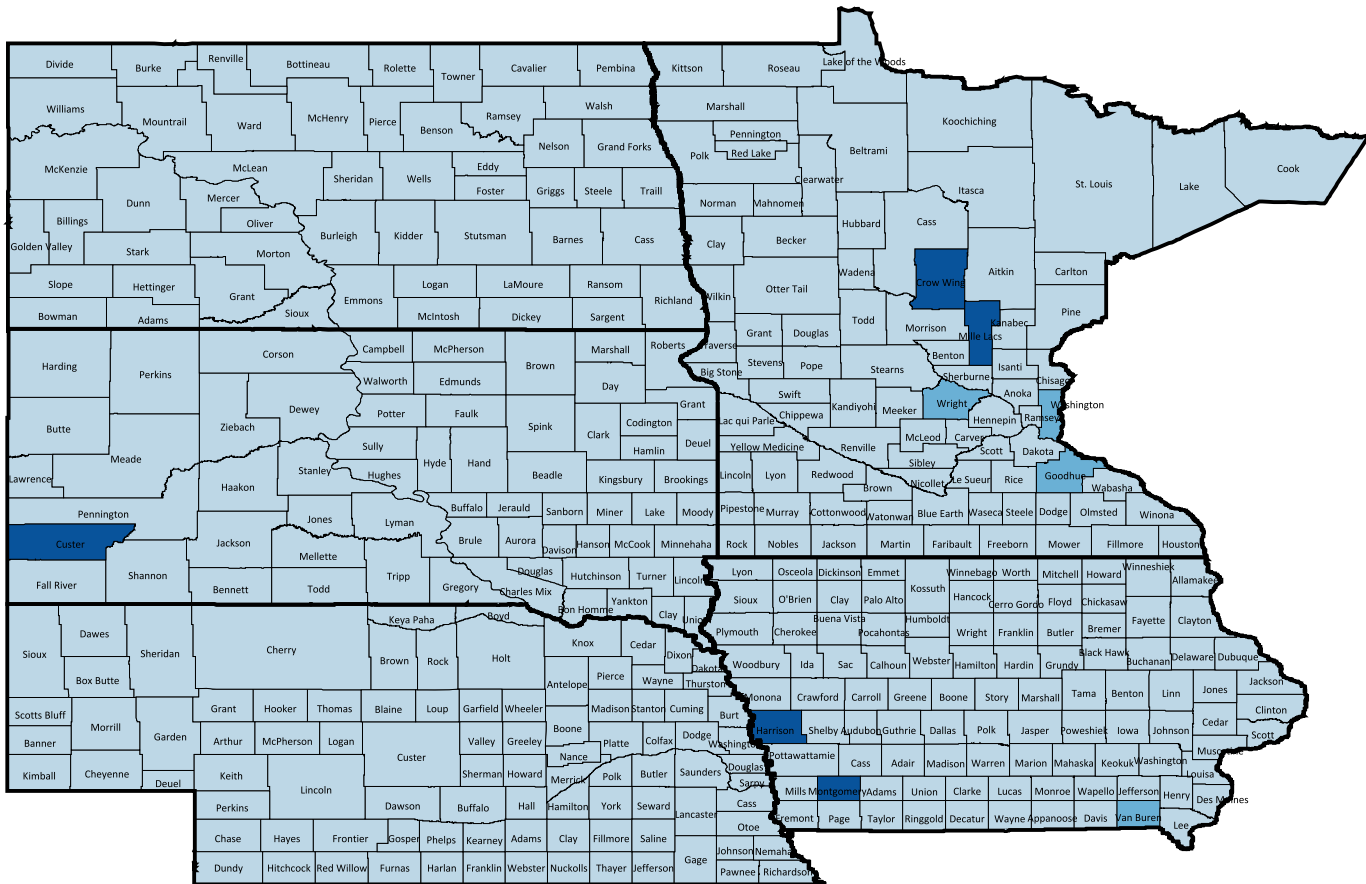 Divide Burke Renville Bottineau Rolette Towner Cavalier Pembina Kittson Roseau Lake of the Woods
Williams Mountrail Ward McHenry Pierce Benson Ramsey Walsh Marshall Koochiching
McKenzie McLean Sheridan Wells Eddy Nelson Grand Forks Polk Pennington Red Lake Beltrami Clearwater St. Louis Lake Cook
Dunn Mercer Oliver Foster Griggs Steele Traill Norman Mahnomen Itasca
Golden Valley Billings Stark Morton Burleigh Kidder Stutsman Barnes Cass Clay Becker Hubbard Cass
Slope Hettinger Grant Emmons Logan LaMoure Ransom Richland Wilkin Otter Tail Wadena Crow Wing Aitkin Carlton
Bowman Adams Sioux McIntosh Dickey Sargent Todd Morrison Mille Lacs Kanabec Pine
Harding Perkins Corson Campbell McPherson Brown Marshall Roberts Traverse Grant Douglas Benton
Walworth Edmunds Day Big Stone Stevens Pope Stearns Sherburne Isanti Chisago
Butte Ziebach Dewey Potter Faulk Spink Clark Codington Grant Swift Kandiyohi Meeker Wright Anoka Washington
Meade Sully Hyde Hand Hamlin Deuel Lac qui Parle Chippewa McLeod Carver Hennepin Ramsey
Lawrence Haakon Stanley Hughes Beadle Kingsbury Brookings Yellow Medicine Renville Sibley Scott Dakota
Lincoln Lyon Redwood Brown Nicollet Le Sueur Rice Goodhue Wabasha
Pennington Jones Lyman Buffalo Jerauld Sanborn Miner Lake Moody Pipestone Murray Cottonwood Watonwan Blue Earth Waseca Steele Dodge Olmsted Winona
Custer Jackson Mellette Brule Aurora Davison Hanson McCook Minnehaha Rock Nobles Jackson Martin Faribault Freeborn Mower Fillmore Houston
Fall River Shannon Bennett Todd Tripp Gregory Douglas Charles Mix Hutchinson Turner Lincoln Lyon Osceola Dickinson Emmet Kossuth Winnebago Worth Mitchell Howard Winneshiek Allamakee
Bon Homme Yankton Clay Union Sioux O'Brien Clay Palo Alto Hancock Cerro Gordo Floyd Chickasaw
Keya Paha Boyd Plymouth Cherokee Buena Vista Pocahontas Humboldt Wright Franklin Butler Bremer Fayette Clayton
Sioux Dawes Sheridan Cherry Brown Rock Holt Knox Cedar Dixon Dakota Woodbury Ida Sac Calhoun Webster Hamilton Hardin Grundy Black Hawk Buchanan Delaware Dubuque
Box Butte Antelope Pierce Wayne Thurston Monona Crawford Carroll Greene Boone Story Marshall Tama Benton Linn Jones Jackson
Scotts Bluff Morrill Garden Grant Hooker Thomas Blaine Loup Garfield Wheeler Boone Madison Stanton Cuming Burt Harrison Shelby Audubon Guthrie Dallas Polk Jasper Poweshiek Iowa Johnson Cedar Clinton Scott
Banner Arthur McPherson Logan Custer Valley Greeley Nance Platte Colfax Dodge Washington Muscatine
Kimball Cheyenne Deuel Keith Lincoln Sherman Howard Merrick Polk Butler Saunders Douglas Sarpy Pottawattamie Cass Adair Madison Warren Marion Mahaska Keokuk Washington Louisa
Perkins Dawson Buffalo Hall Hamilton York Seward Lancaster Cass Otoe Mills Montgomery Adams Union Clarke Lucas Monroe Wapello Jefferson Henry Des Moines
Fremont Page Taylor Ringgold Decatur Wayne Appanoose Davis Van Buren Lee
Chase Hayes Frontier Gosper Phelps Kearney Adams Clay Fillmore Saline Gage Johnson Nemaha
Dundy Hitchcock Red Willow Furnas Harlan Franklin Webster Nuckolls Thayer Jefferson Pawnee Richardson